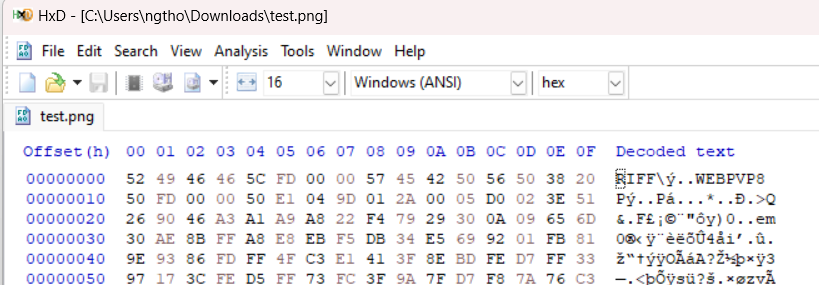 HxD - [C:\Users\ngtho\Downloads\test.png]
File Edit Search View Analysis Tools Window Help
16 Windows (ANSI) hex
test.png
Offset(h) 00 01 02 03 04 05 06 07 08 09 0A 0B 0C 0D 0E 0F Decoded text
00000000 52 49 46 46 5C FD 00 00 57 45 42 50 56 50 38 20 RIFF\ý..WEBPVP8
00000010 50 FD 00 00 50 E1 04 9D 01 2A 00 05 D0 02 3E 51 Pý..Pá...*..Ð.>Q
00000020 26 90 46 A3 A1 A9 A8 22 F4 79 29 30 0A 09 65 6D &.F£¡©¨"ôy)0..em
00000030 30 AE 8B FF A8 E8 EB F5 DB 34 E5 69 92 01 FB 81 0®‹ÿ¨èëõÛ4åi’.û.
00000040 9E 93 86 FD FF 4F C3 E1 41 3F 8E BD FE D7 FF 33 ž“†ýÿOÃáA?Ž½þ×ÿ3
00000050 97 17 3C FE D5 FF 73 FC 3F 9A 7F D7 F8 7A 76 C3 —.<þÕÿsü?š.×øzvÃ